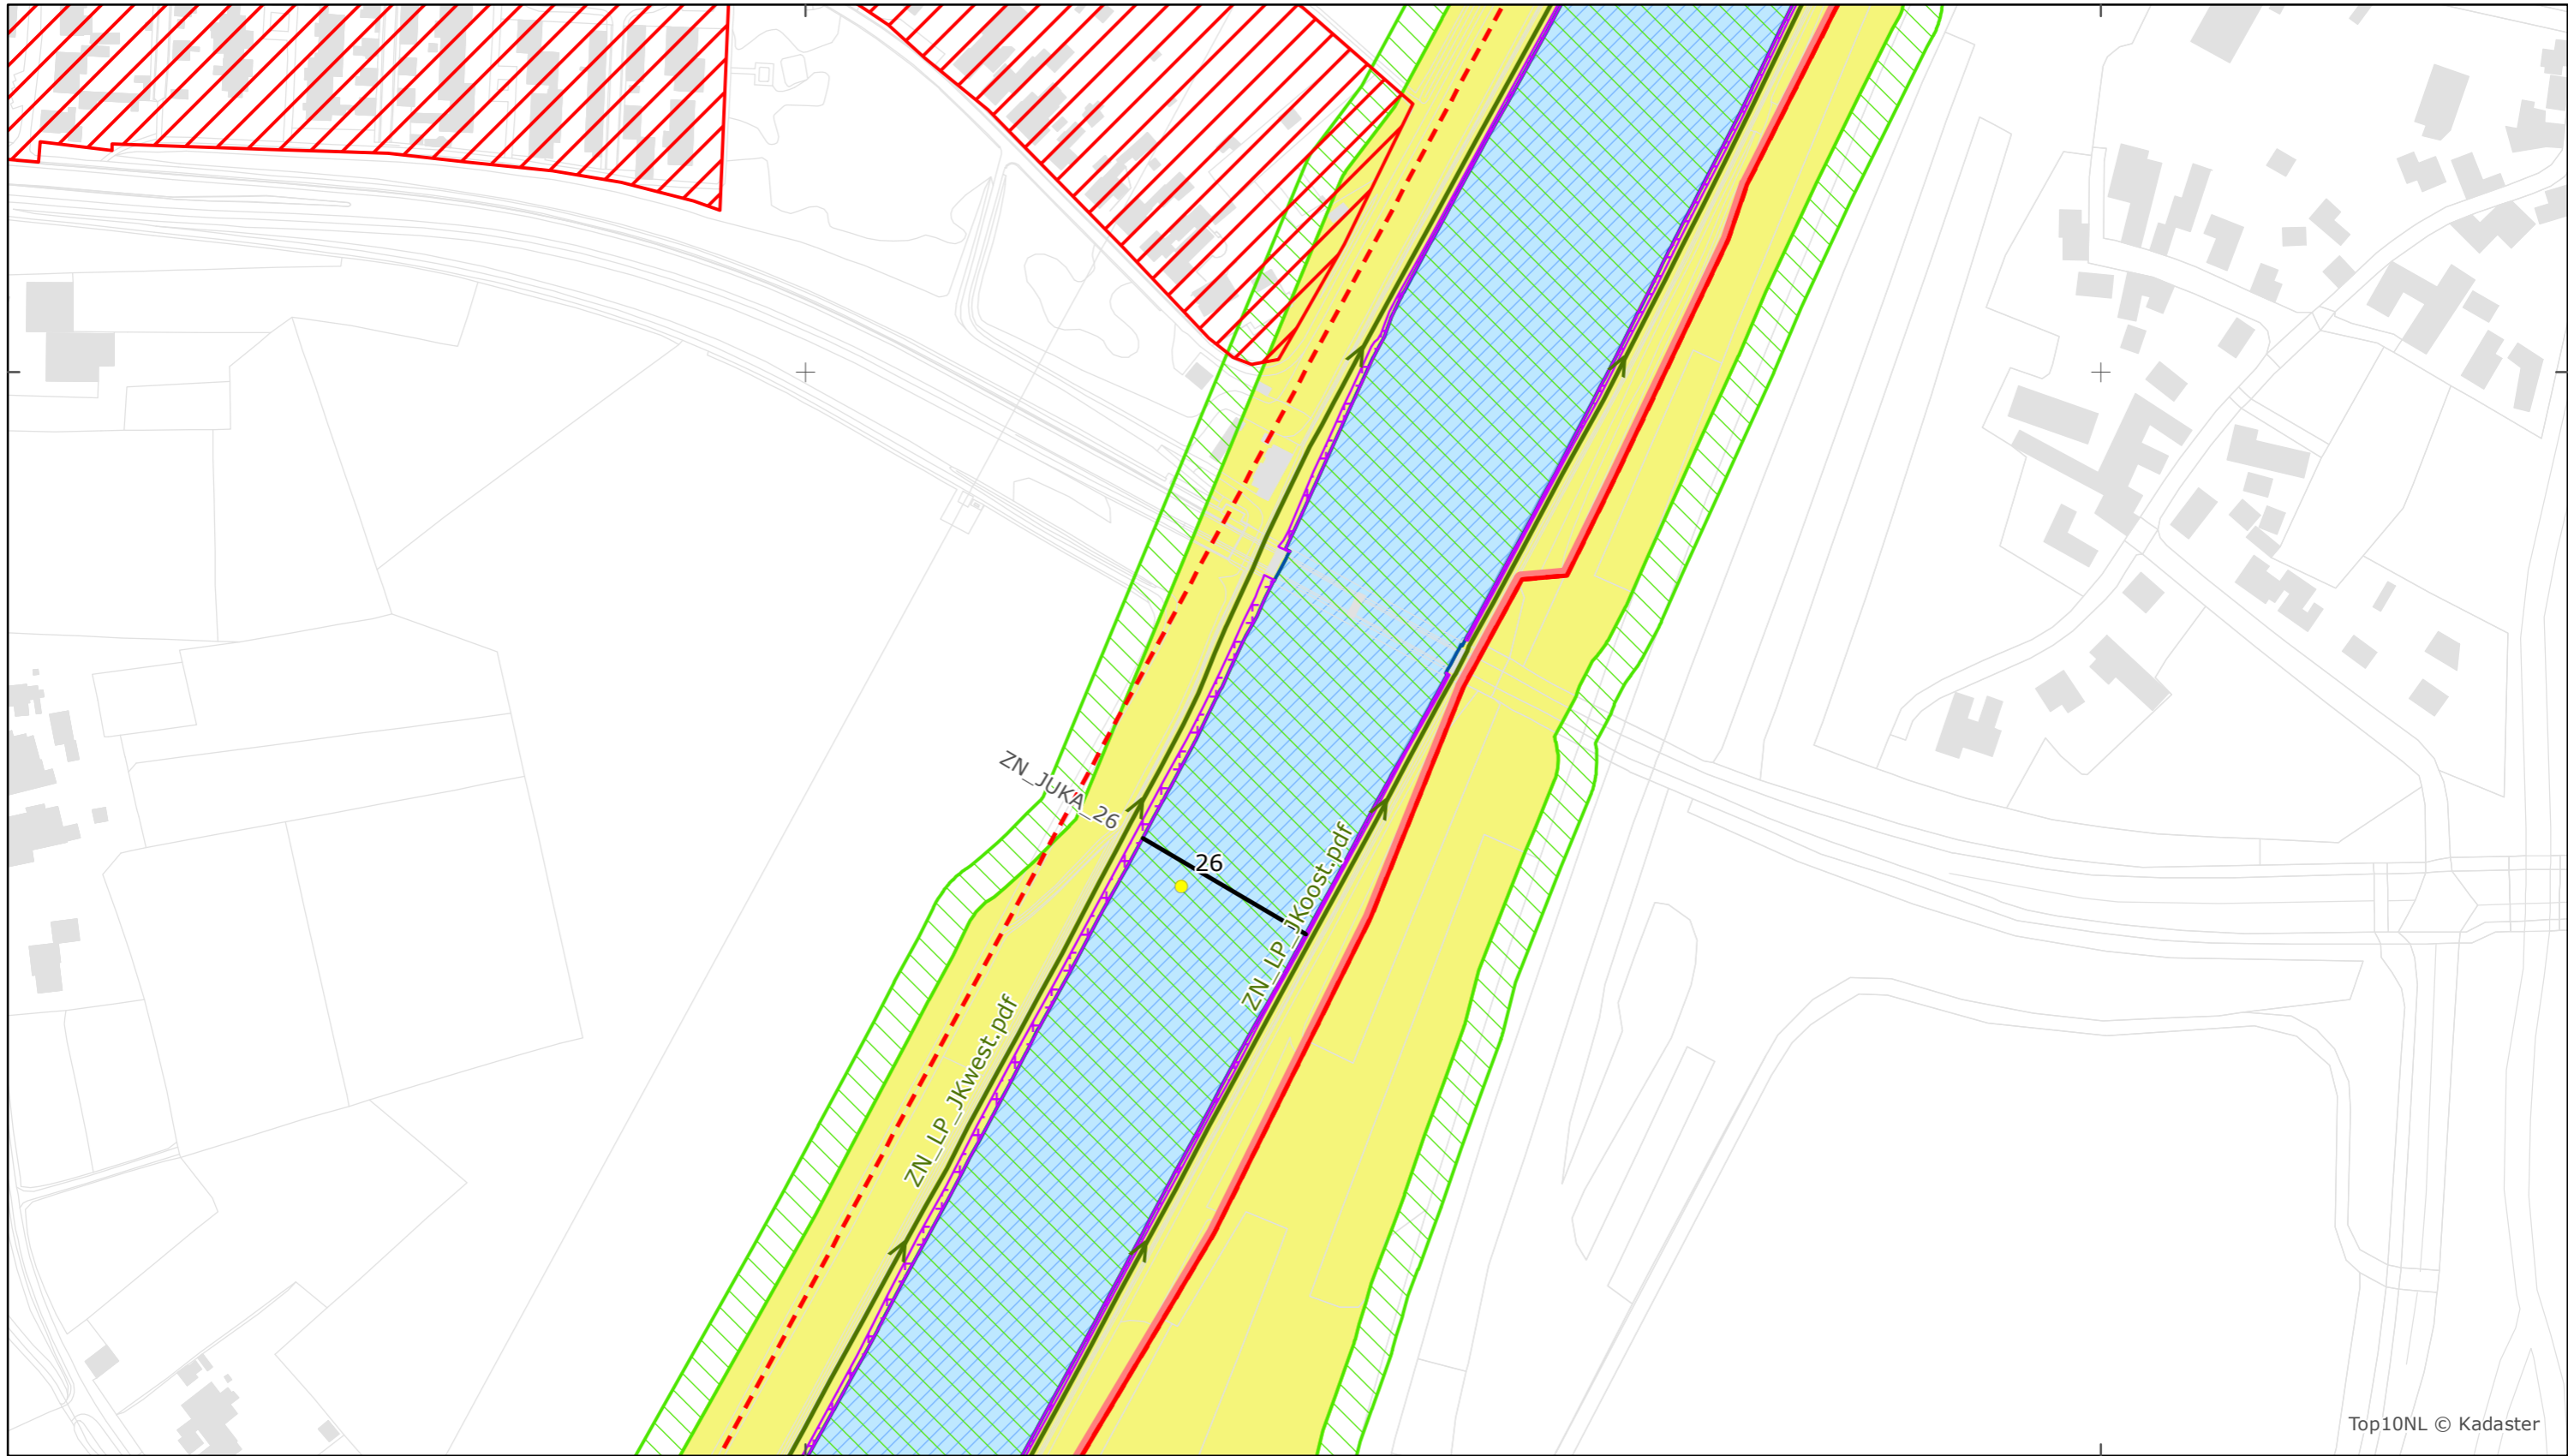 ZN_JUKA_26
26
ZN_LP_JKoost.pdf
ZN_LP_JKwest.pdf
Top10NL © Kadaster